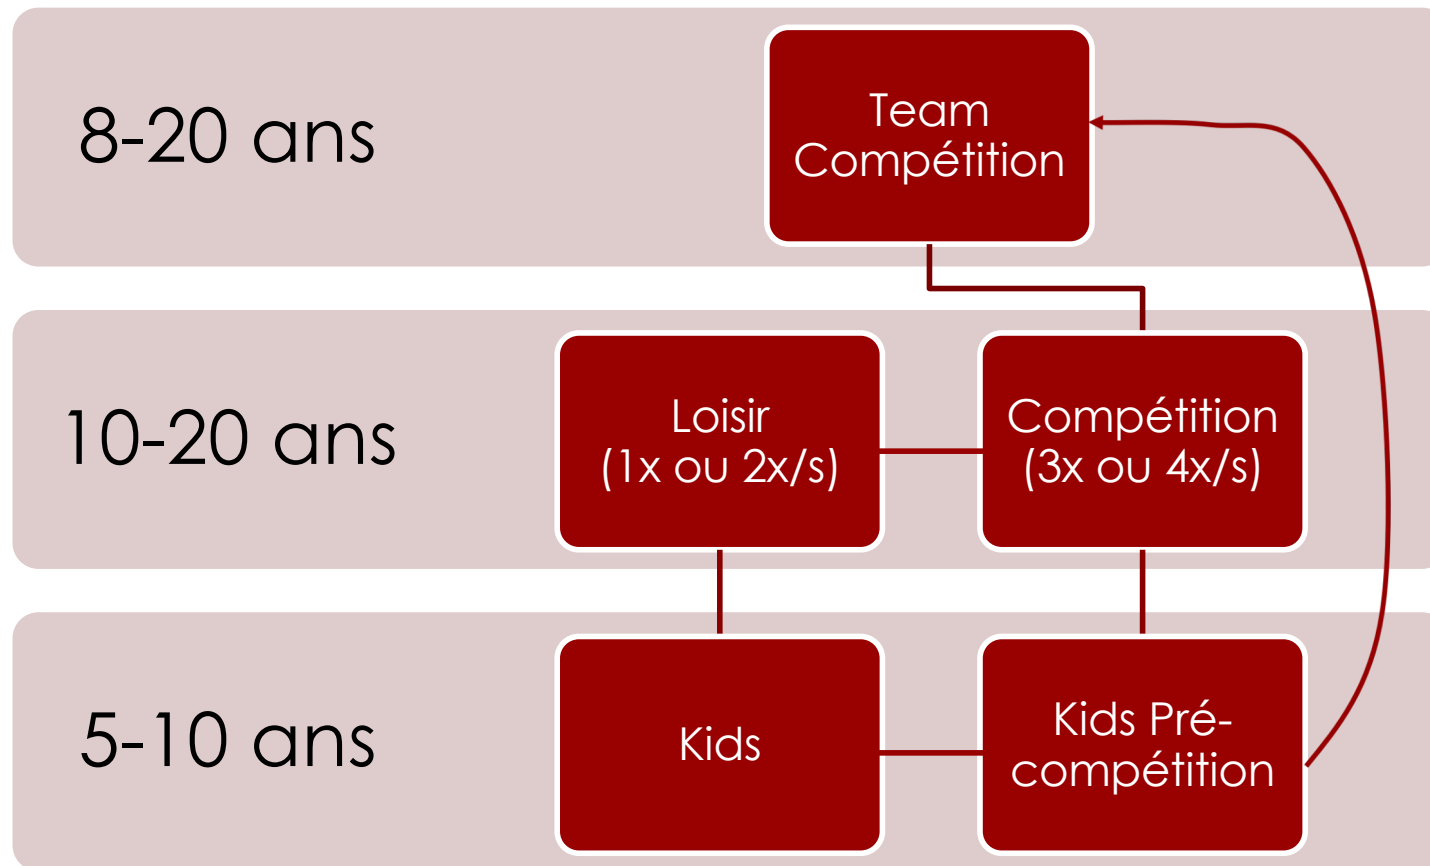 8-20 ans
Team
Compétition
10-20 ans
Loisir
(1x ou 2x/s)
Compétition
(3x ou 4x/s)
5-10 ans
Kids
Kids Pré-
compétition